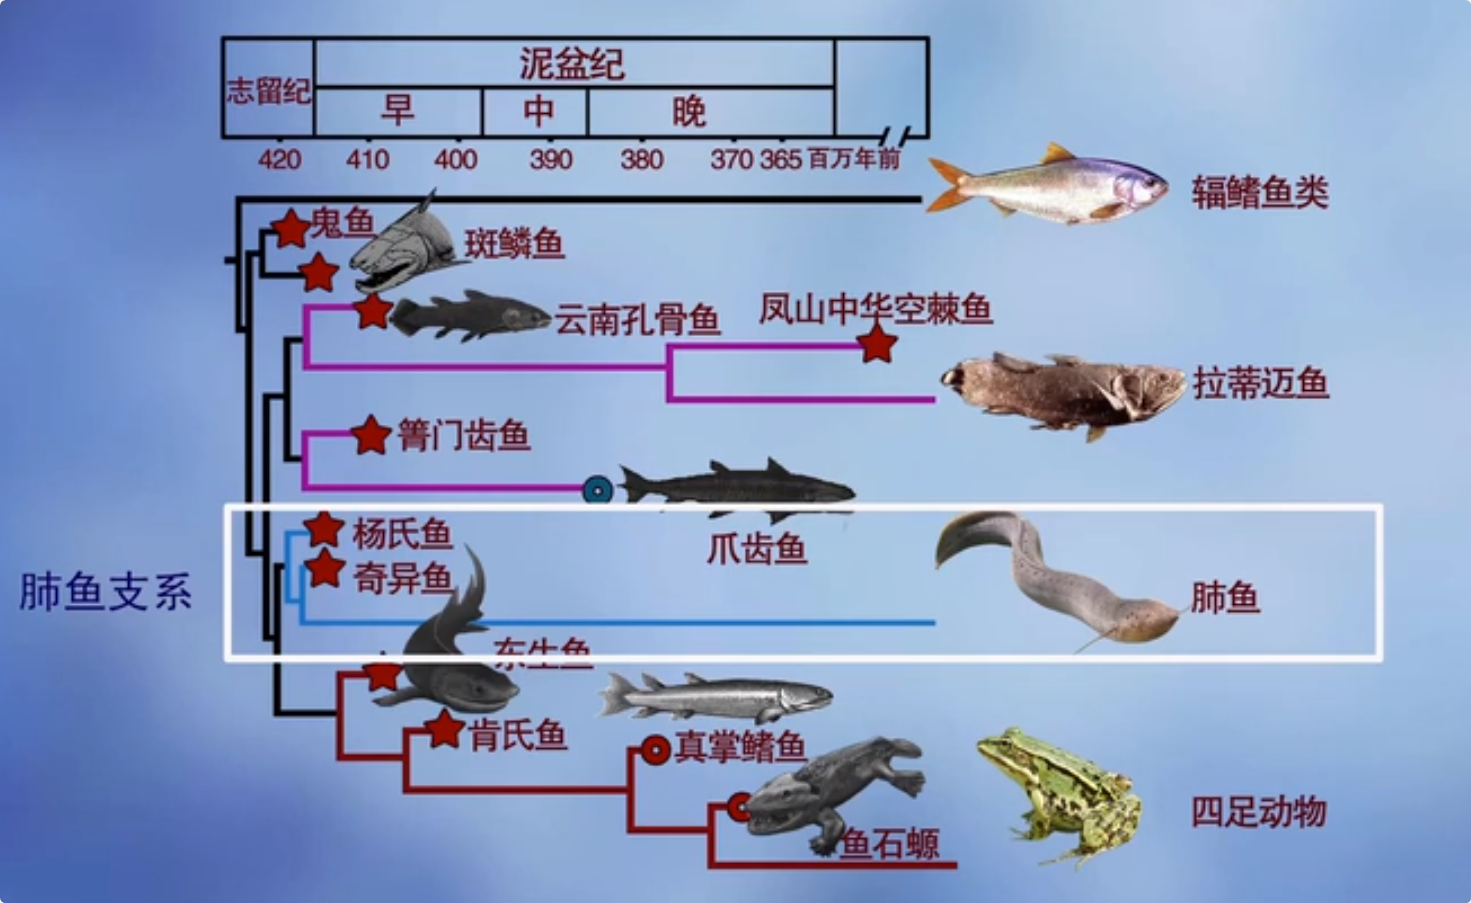 泥盆纪
志留纪
早 中 晚
420 410 400 390 380 370 365 百万年前
辐鳍鱼类
鬼鱼
斑鳞鱼
云南孔骨鱼
凤山中华空棘鱼
拉蒂迈鱼
箐门齿鱼
杨氏鱼
爪齿鱼
奇异鱼
肺鱼支系
肺鱼
东生鱼
肯氏鱼
真掌鳍鱼
四足动物
鱼石螈